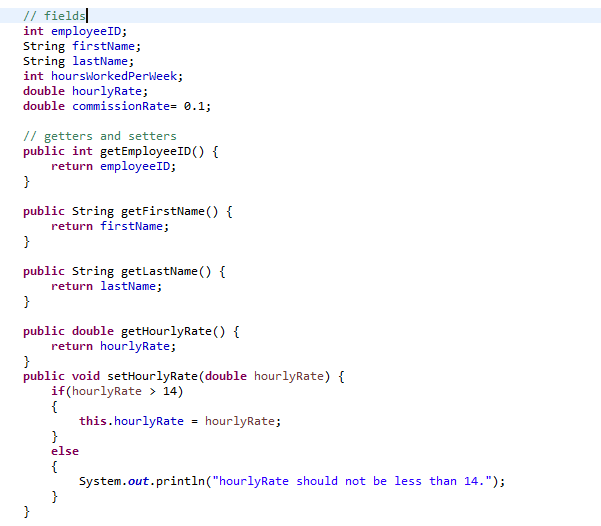 // fields
int employeeID;
String firstName;
String lastName;
int hoursWorkedPerWeek;
double hourlyRate;
double commissionRate= 0.1;

// getters and setters
public int getEmployeeID() {
    return employeeID;
}

public String getFirstName() {
    return firstName;
}

public String getLastName() {
    return lastName;
}

public double getHourlyRate() {
    return hourlyRate;
}
public void setHourlyRate(double hourlyRate) {
    if(hourlyRate > 14)
    {
        this.hourlyRate = hourlyRate;
    }
    else
    {
        System.out.println("hourlyRate should not be less than 14.");
    }
}